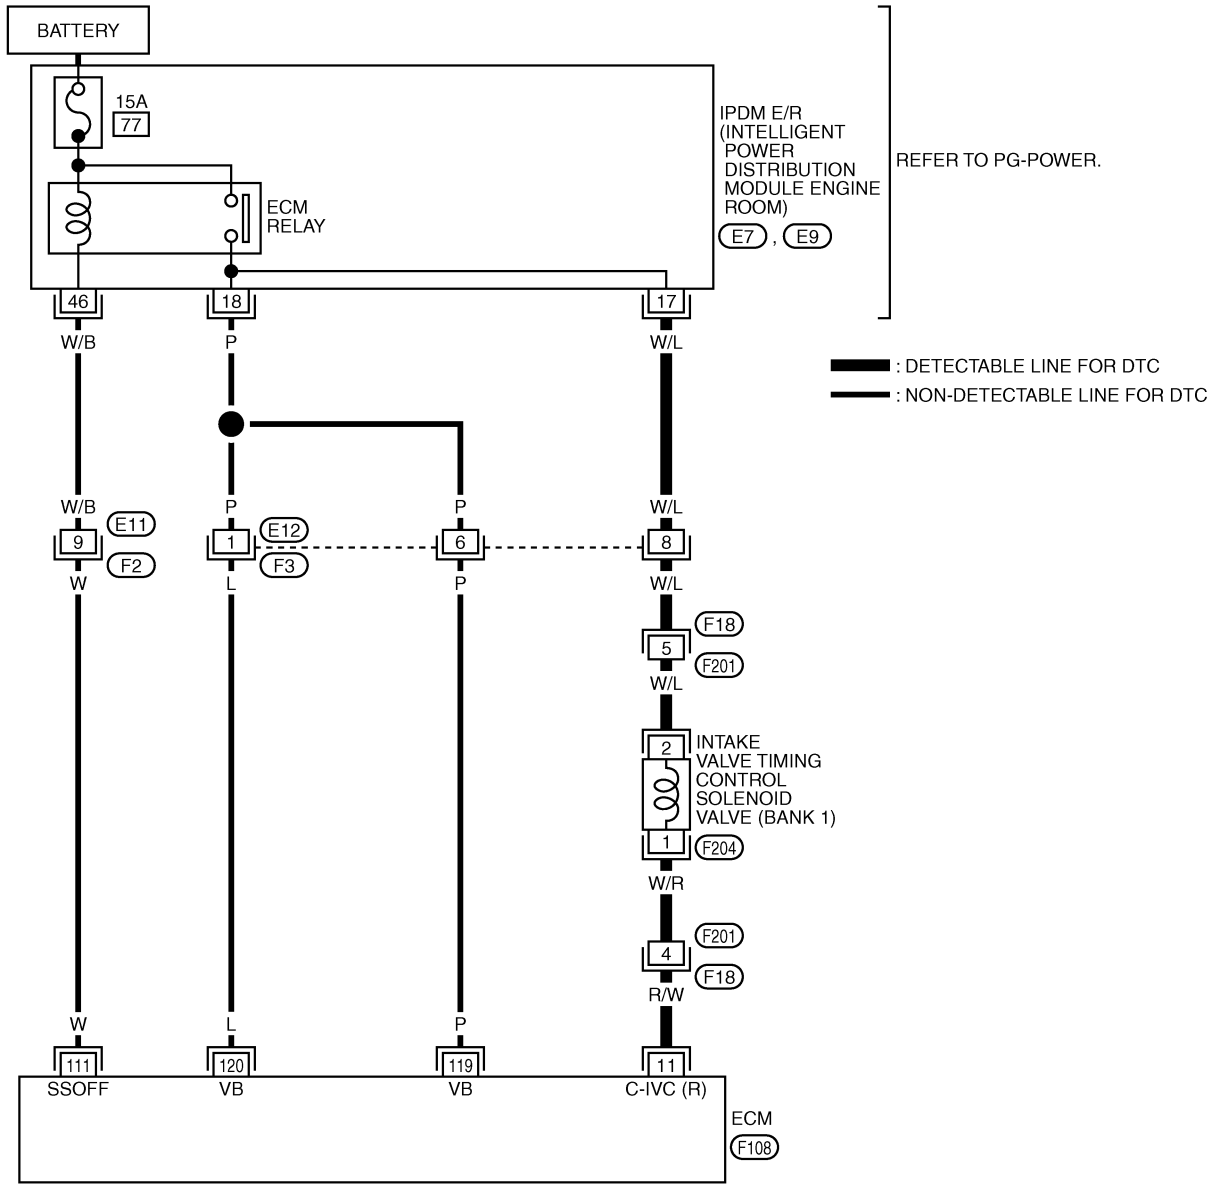 BATTERY
15A
77
IPDM E/R
(INTELLIGENT
POWER
DISTRIBUTION
MODULE ENGINE
ROOM)
E7 , E9
REFER TO PG-POWER.
ECM
RELAY
46 18 17
W/B P W/L
: DETECTABLE LINE FOR DTC
: NON-DETECTABLE LINE FOR DTC
W/B P P W/L
E11 E12
9 1 6 8
F2 F3
W L P W/L
F18
5
F201
W/L
2
INTAKE
VALVE TIMING
CONTROL
SOLENOID
VALVE (BANK 1)
1
F204
W/R
F201
4
F18
R/W
W L P
111 120 119 11
SSOFF VB VB C-IVC (R)
ECM
F108